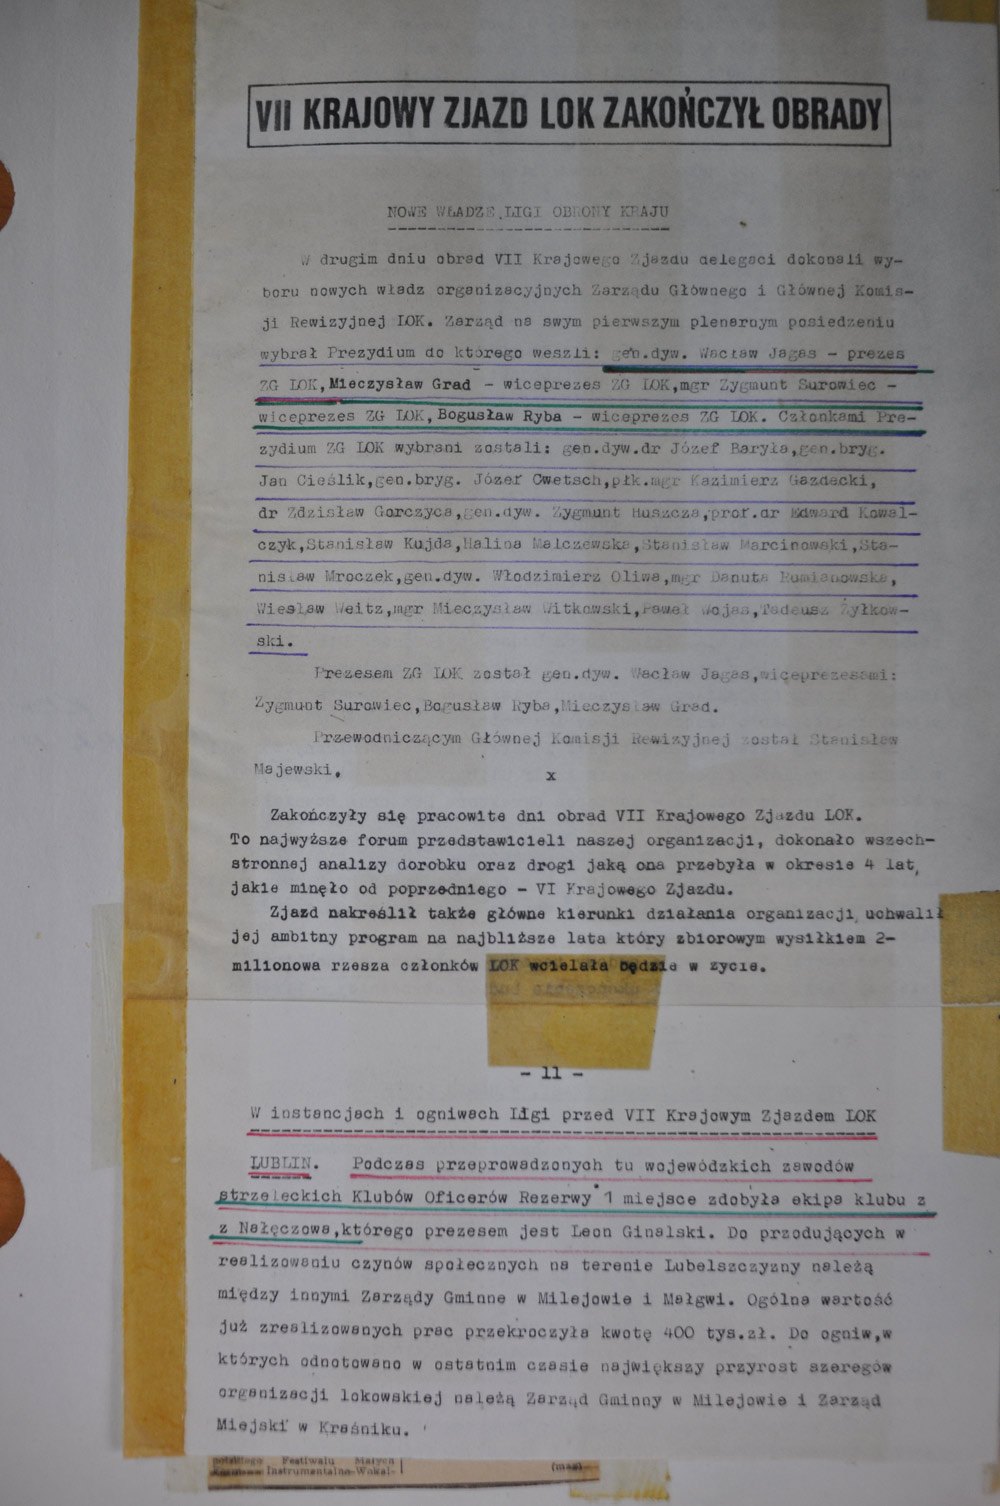 VII KRAJOWY ZJAZD LOK ZAKOŃCZYŁ OBRADY
NOWE WŁADZE LIGI OBRONY KRAJU
W drugim dniu obrad VII Krajowego Zjazdu delegaci dokonali wy-
boru nowych władz organizacyjnych Zarządu Głównego i Głównej Komis-
ji Rewizyjnej LOK. Zarząd na swym pierwszym plenarnym posiedzeniu
wybrał Prezydium do którego weszli: gen.dyw. Wacław Jagas - prezes
ZG LOK, Mieczysław Grad - wiceprezes ZG LOK,mgr Zygmunt Surowiec -
wiceprezes ZG LOK, Bogusław Ryba - wiceprezes ZG LOK. Członkami Pre-
zydium ZG LOK wybrani zostali: gen.dyw.dr Józef Baryła,gen.bryg.
Jan Cieślik,gen.bryg. Józef Cwetsch,płk.mgr Kazimierz Gazdecki,
dr Zdzisław Gorczyca,gen.dyw. Zygmunt Huszcza,prof.dr Edward Kowal-
czyk,Stanisław Kujda,Halina Malczewska,Stanisław Marcinowski,Sta-
nisław Mroczek,gen.dyw. Włodzimierz Oliwa,mgr Danuta Rumianowska,
Wiesław Weitz,mgr Mieczysław Witkowski,Paweł Wojas,Tadeusz Żyłkow-
ski.
Prezesem ZG LOK został gen.dyw. Wacław Jagas,wiceprezesami:
Zygmunt Surowiec,Bogusław Ryba,Mieczysław Grad.
Przewodniczącym Głównej Komisji Rewizyjnej został Stanisław
Majewski.
x
Zakończyły się pracowite dni obrad VII Krajowego Zjazdu LOK.
To najwyższe forum przedstawicieli naszej organizacji, dokonało wszech-
stronnej analizy dorobku oraz drogi jaką ona przebyła w okresie 4 lat,
jakie minęło od poprzedniego - VI Krajowego Zjazdu.
Zjazd nakreślił także główne kierunki działania organizacji, uchwalił
jej ambitny program na najbliższe lata który zbiorowym wysiłkiem 2-
milionowa rzesza członków LOK wcielała będzie w życie.
- 11 -
W instancjach i ogniwach Ligi przed VII Krajowym Zjazdem LOK
LUBLIN. Podczas przeprowadzonych tu wojewódzkich zawodów
strzeleckich Klubów Oficerów Rezerwy 1 miejsce zdobyła ekipa klubu z
z Nałęczowa,którego prezesem jest Leon Ginalski. Do przodujących w
realizowaniu czynów społecznych na terenie Lubelszczyzny należą
między innymi Zarządy Gminne w Milejowie i Małgwi. Ogólna wartość
już zrealizowanych prac przekroczyła kwotę 400 tys.zł. Do ogniw,w
których odnotowano w ostatnim czasie największy przyrost szeregów
organizacji lokowskiej należą Zarząd Gminny w Milejowie i Zarząd
Miejski w Kraśniku.
Festiwalu Marych
Instrumentalno-Wokal-